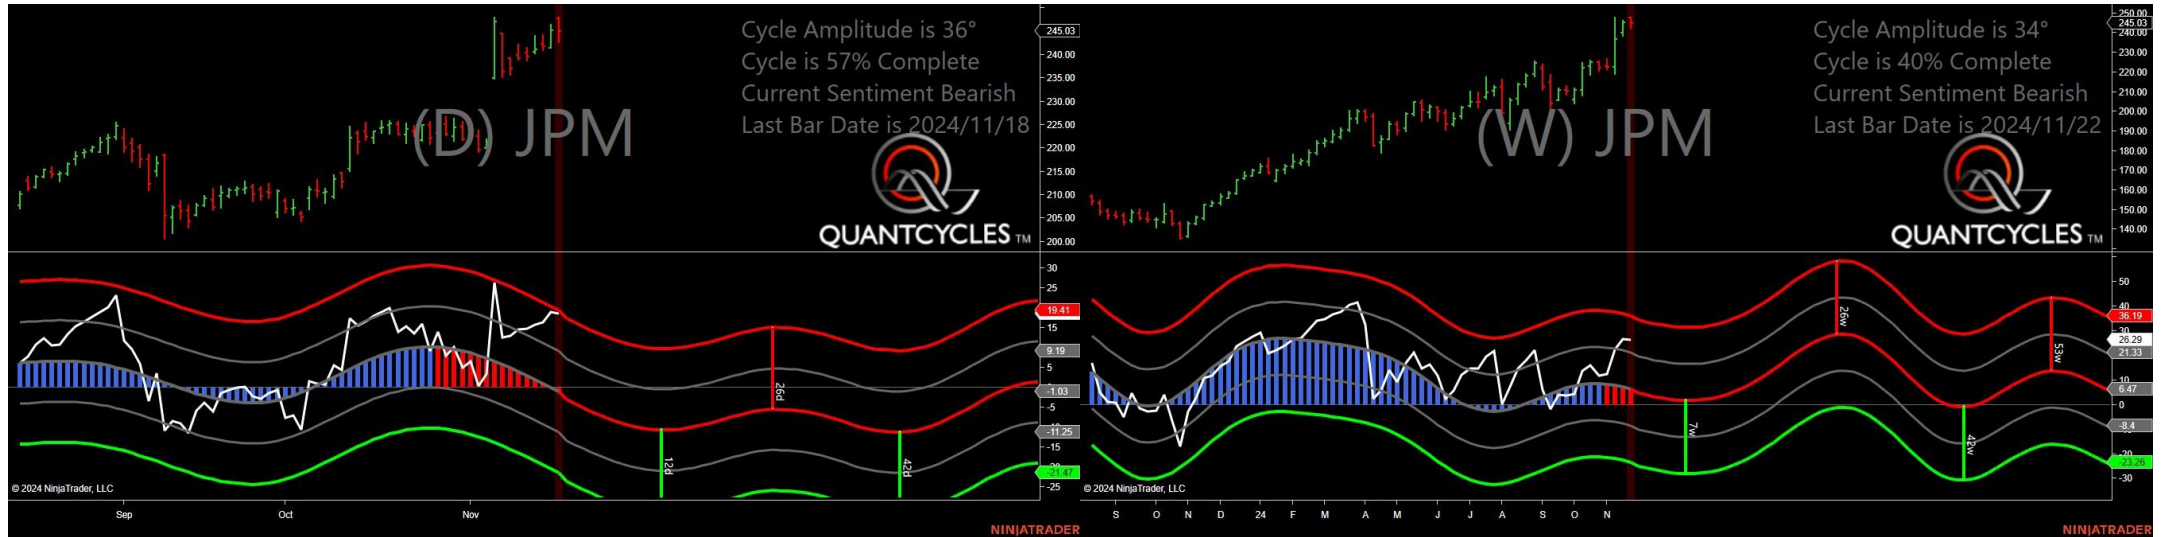 Cycle Amplitude is 36°
Cycle is 57% Complete
Current Sentiment Bearish
Last Bar Date is 2024/11/18
(D) JPM
QUANTCYCLES TM
245.03
240.00
235.00
230.00
225.00
220.00
215.00
210.00
205.00
200.00
30
25
19.41
15
9.19
5
-1.03
-5
-11.25
-15
-21.47
-25
12d
26d
42d
© 2024 NinjaTrader, LLC
Sep Oct Nov
NINJATRADER
Cycle Amplitude is 34°
Cycle is 40% Complete
Current Sentiment Bearish
Last Bar Date is 2024/11/22
(W) JPM
QUANTCYCLES TM
250.00
245.03
240.00
230.00
220.00
210.00
200.00
190.00
180.00
170.00
160.00
150.00
140.00
50
40
36.19
30
26.29
21.33
10
6.47
0
-8.4
-20
-23.26
-30
7w
26w
42w
53w
© 2024 NinjaTrader, LLC
S O N D 24 F M A M J J A S O N
NINJATRADER